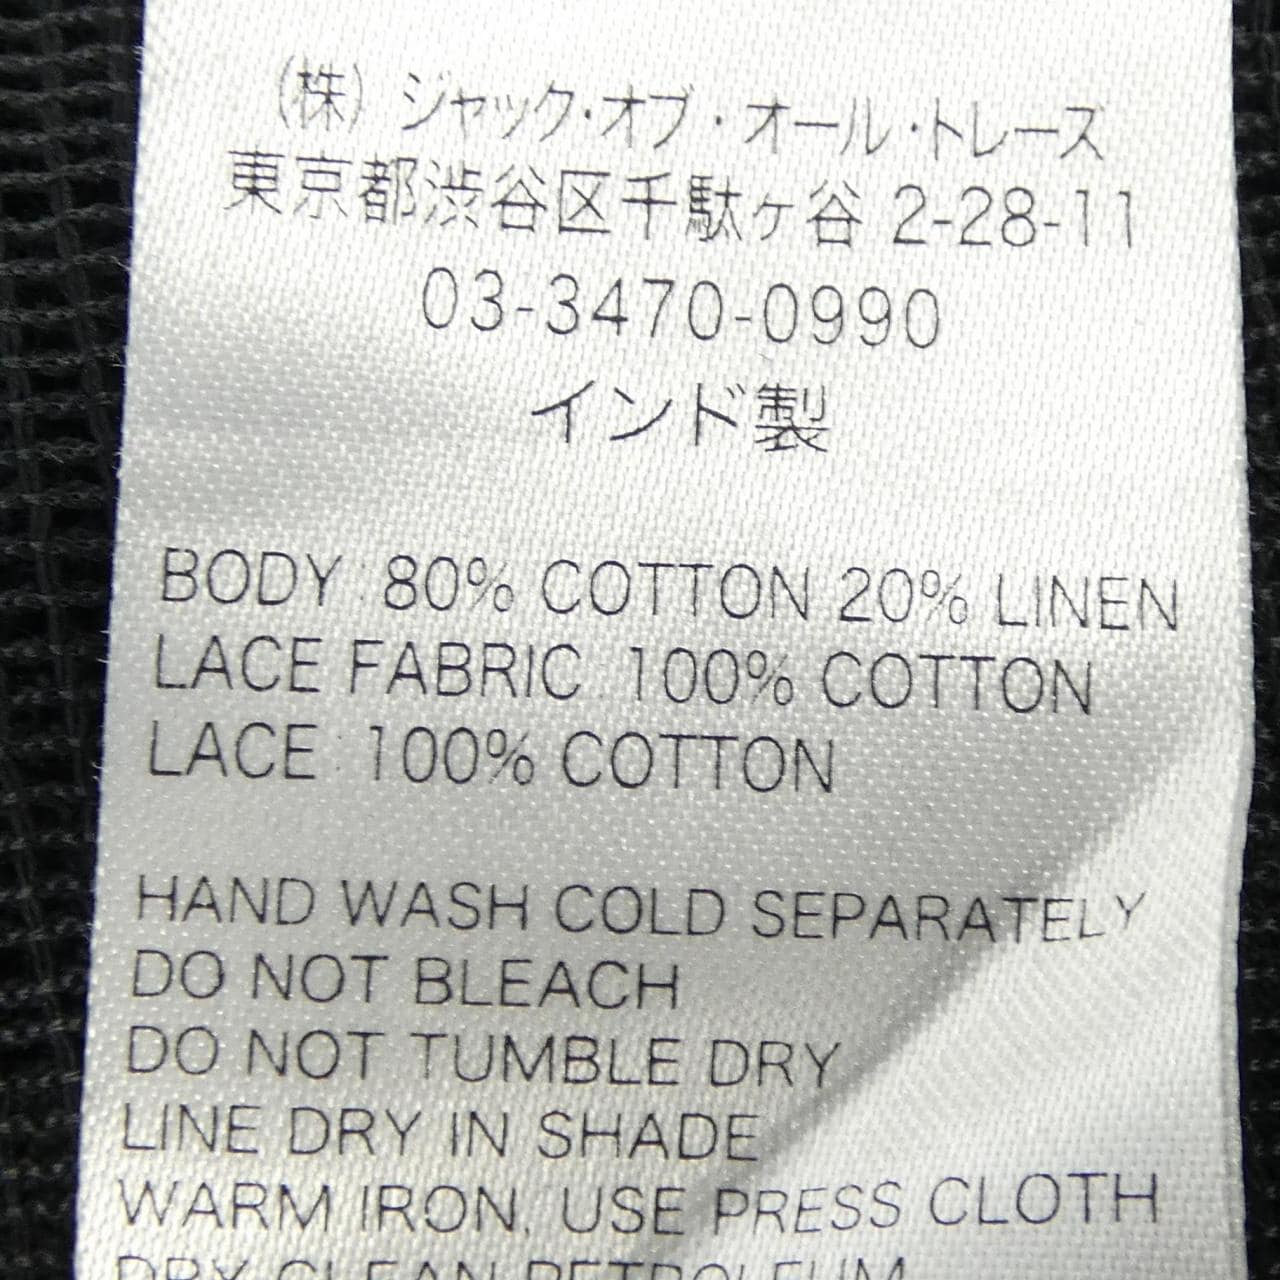 (株) ジャック・オブ・オール・トレーズ
東京都渋谷区千駄ヶ谷 2-28-11
03-3470-0990
インド製
BODY : 80% COTTON 20% LINEN
LACE FABRIC : 100% COTTON
LACE : 100% COTTON
HAND WASH COLD SEPARATELY
DO NOT BLEACH
DO NOT TUMBLE DRY
LINE DRY IN SHADE
WARM IRON, USE PRESS CLOTH
DRY CLEAN PETROLEUM